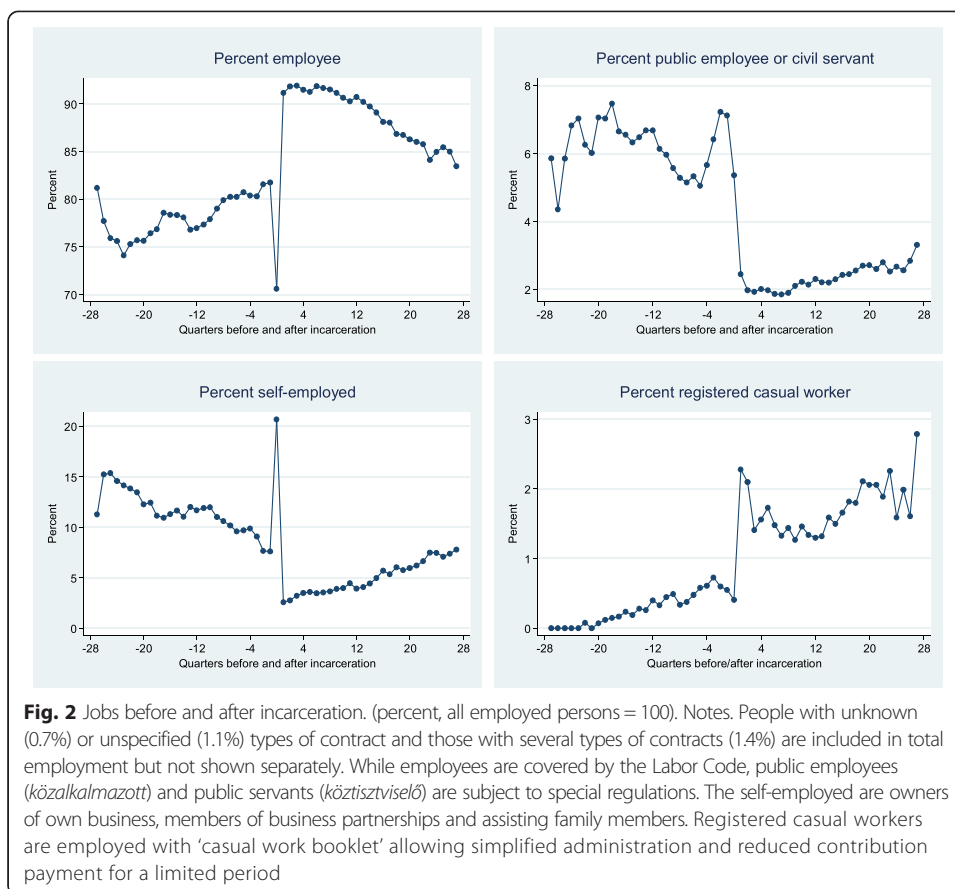 Percent employee
90
85
80
75
70
Percent
-28 -20 -12 -4 4 12 20 28
Quarters before and after incarceration
Percent public employee or civil servant
8
6
4
2
Percent
-28 -20 -12 -4 4 12 20 28
Quarters before and after incarceration
Percent self-employed
20
15
10
5
0
Percent
-28 -20 -12 -4 4 12 20 28
Quarters before and after incarceration
Percent registered casual worker
3
2
1
0
Percent
-28 -20 -12 -4 4 12 20 28
Quarters before/after incarceration
Fig. 2 Jobs before and after incarceration. (percent, all employed persons = 100). Notes. People with unknown
(0.7%) or unspecified (1.1%) types of contract and those with several types of contracts (1.4%) are included in total
employment but not shown separately. While employees are covered by the Labor Code, public employees
(közalkalmazott) and public servants (köztisztviselő) are subject to special regulations. The self-employed are owners
of own business, members of business partnerships and assisting family members. Registered casual workers
are employed with ‘casual work booklet’ allowing simplified administration and reduced contribution
payment for a limited period